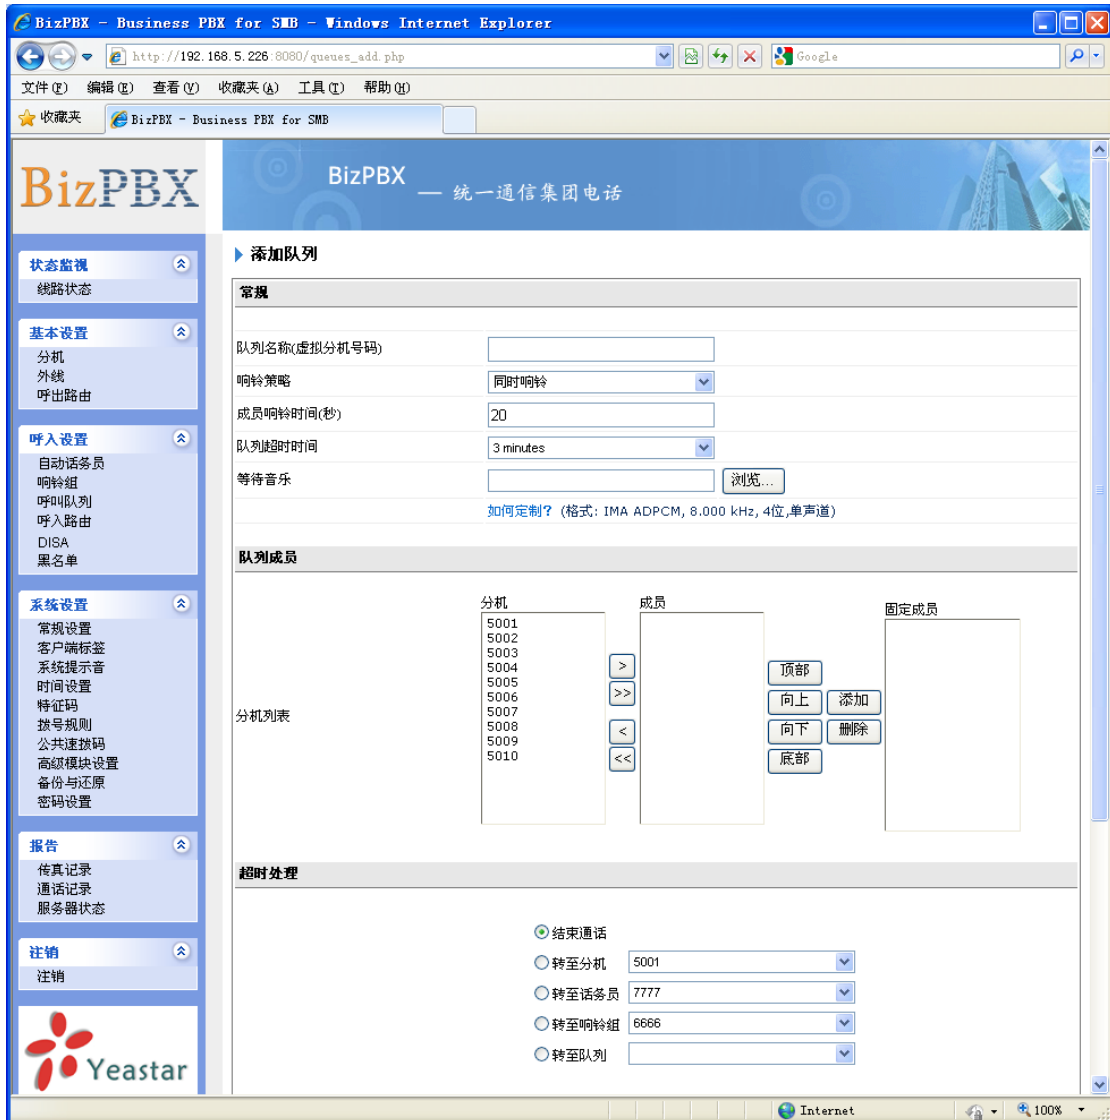 BizPBX - Business PBX for SMB - Windows Internet Explorer
http://192.168.5.226:8080/queues_add.php
Google
文件(F) 编辑(E) 查看(V) 收藏夹(A) 工具(T) 帮助(H)
收藏夹
BizPBX - Business PBX for SMB
BizPBX
BizPBX — 统一通信集团电话
状态监视
线路状态
基本设置
分机
外线
呼出路由
呼入设置
自动话务员
响铃组
呼叫队列
呼入路由
DISA
黑名单
系统设置
常规设置
客户端标签
系统提示音
时间设置
特征码
拨号规则
公共速拨码
高级模块设置
备份与还原
密码设置
报告
传真记录
通话记录
服务器状态
注销
注销
Yeastar
添加队列
常规
队列名称(虚拟分机号码)
响铃策略 同时响铃
成员响铃时间(秒) 20
队列超时时间 3 minutes
等待音乐 浏览...
如何定制? (格式: IMA ADPCM, 8.000 kHz, 4位,单声道)
队列成员
分机 成员 固定成员
5001
5002
5003
5004
5005
5006
5007
5008
5009
5010
分机列表
>
>>
<
<<
顶部
向上 添加
向下 删除
底部
超时处理
结束通话
转至分机 5001
转至话务员 7777
转至响铃组 6666
转至队列
Internet 100%